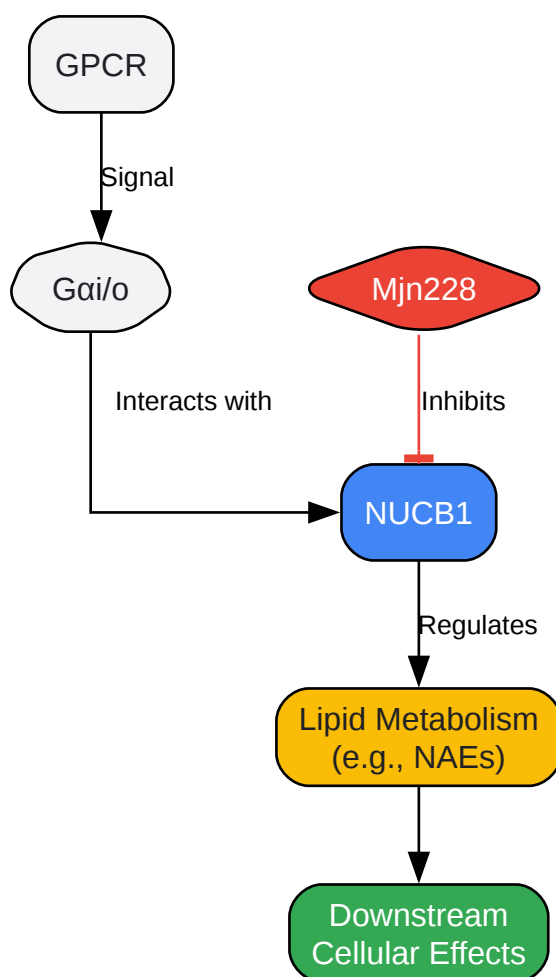 GPCR
Signal
Gαi/o
Mjn228
Interacts with
Inhibits
NUCB1
Regulates
Lipid Metabolism
(e.g., NAEs)
Downstream
Cellular Effects